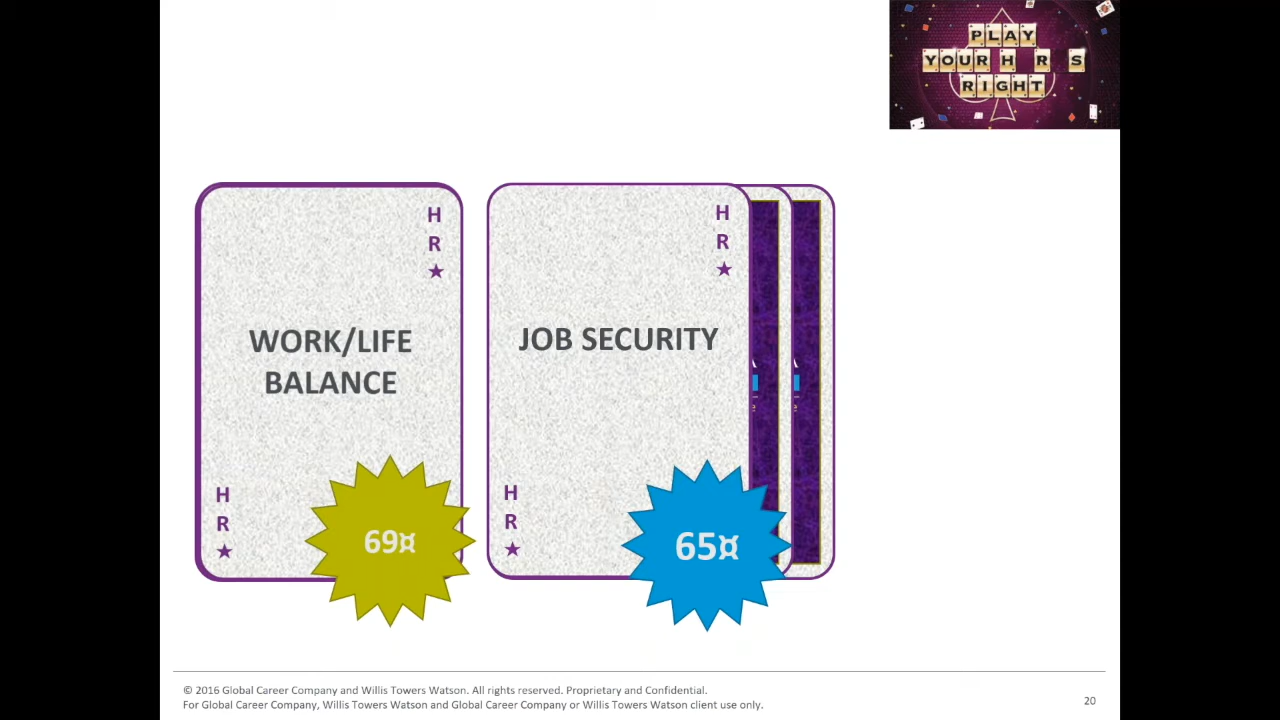 PLAY
YOUR H R S
RIGHT
H
R
★
WORK/LIFE
BALANCE
H
R
★
69¤
H
R
★
JOB SECURITY
H
R
★
65¤
© 2016 Global Career Company and Willis Towers Watson. All rights reserved. Proprietary and Confidential.
For Global Career Company, Willis Towers Watson and Global Career Company or Willis Towers Watson client use only.
20